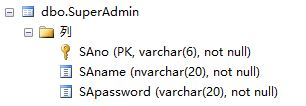 dbo.SuperAdmin
列
SAno (PK, varchar(6), not null)
SAname (nvarchar(20), not null)
SApassword (varchar(20), not null)